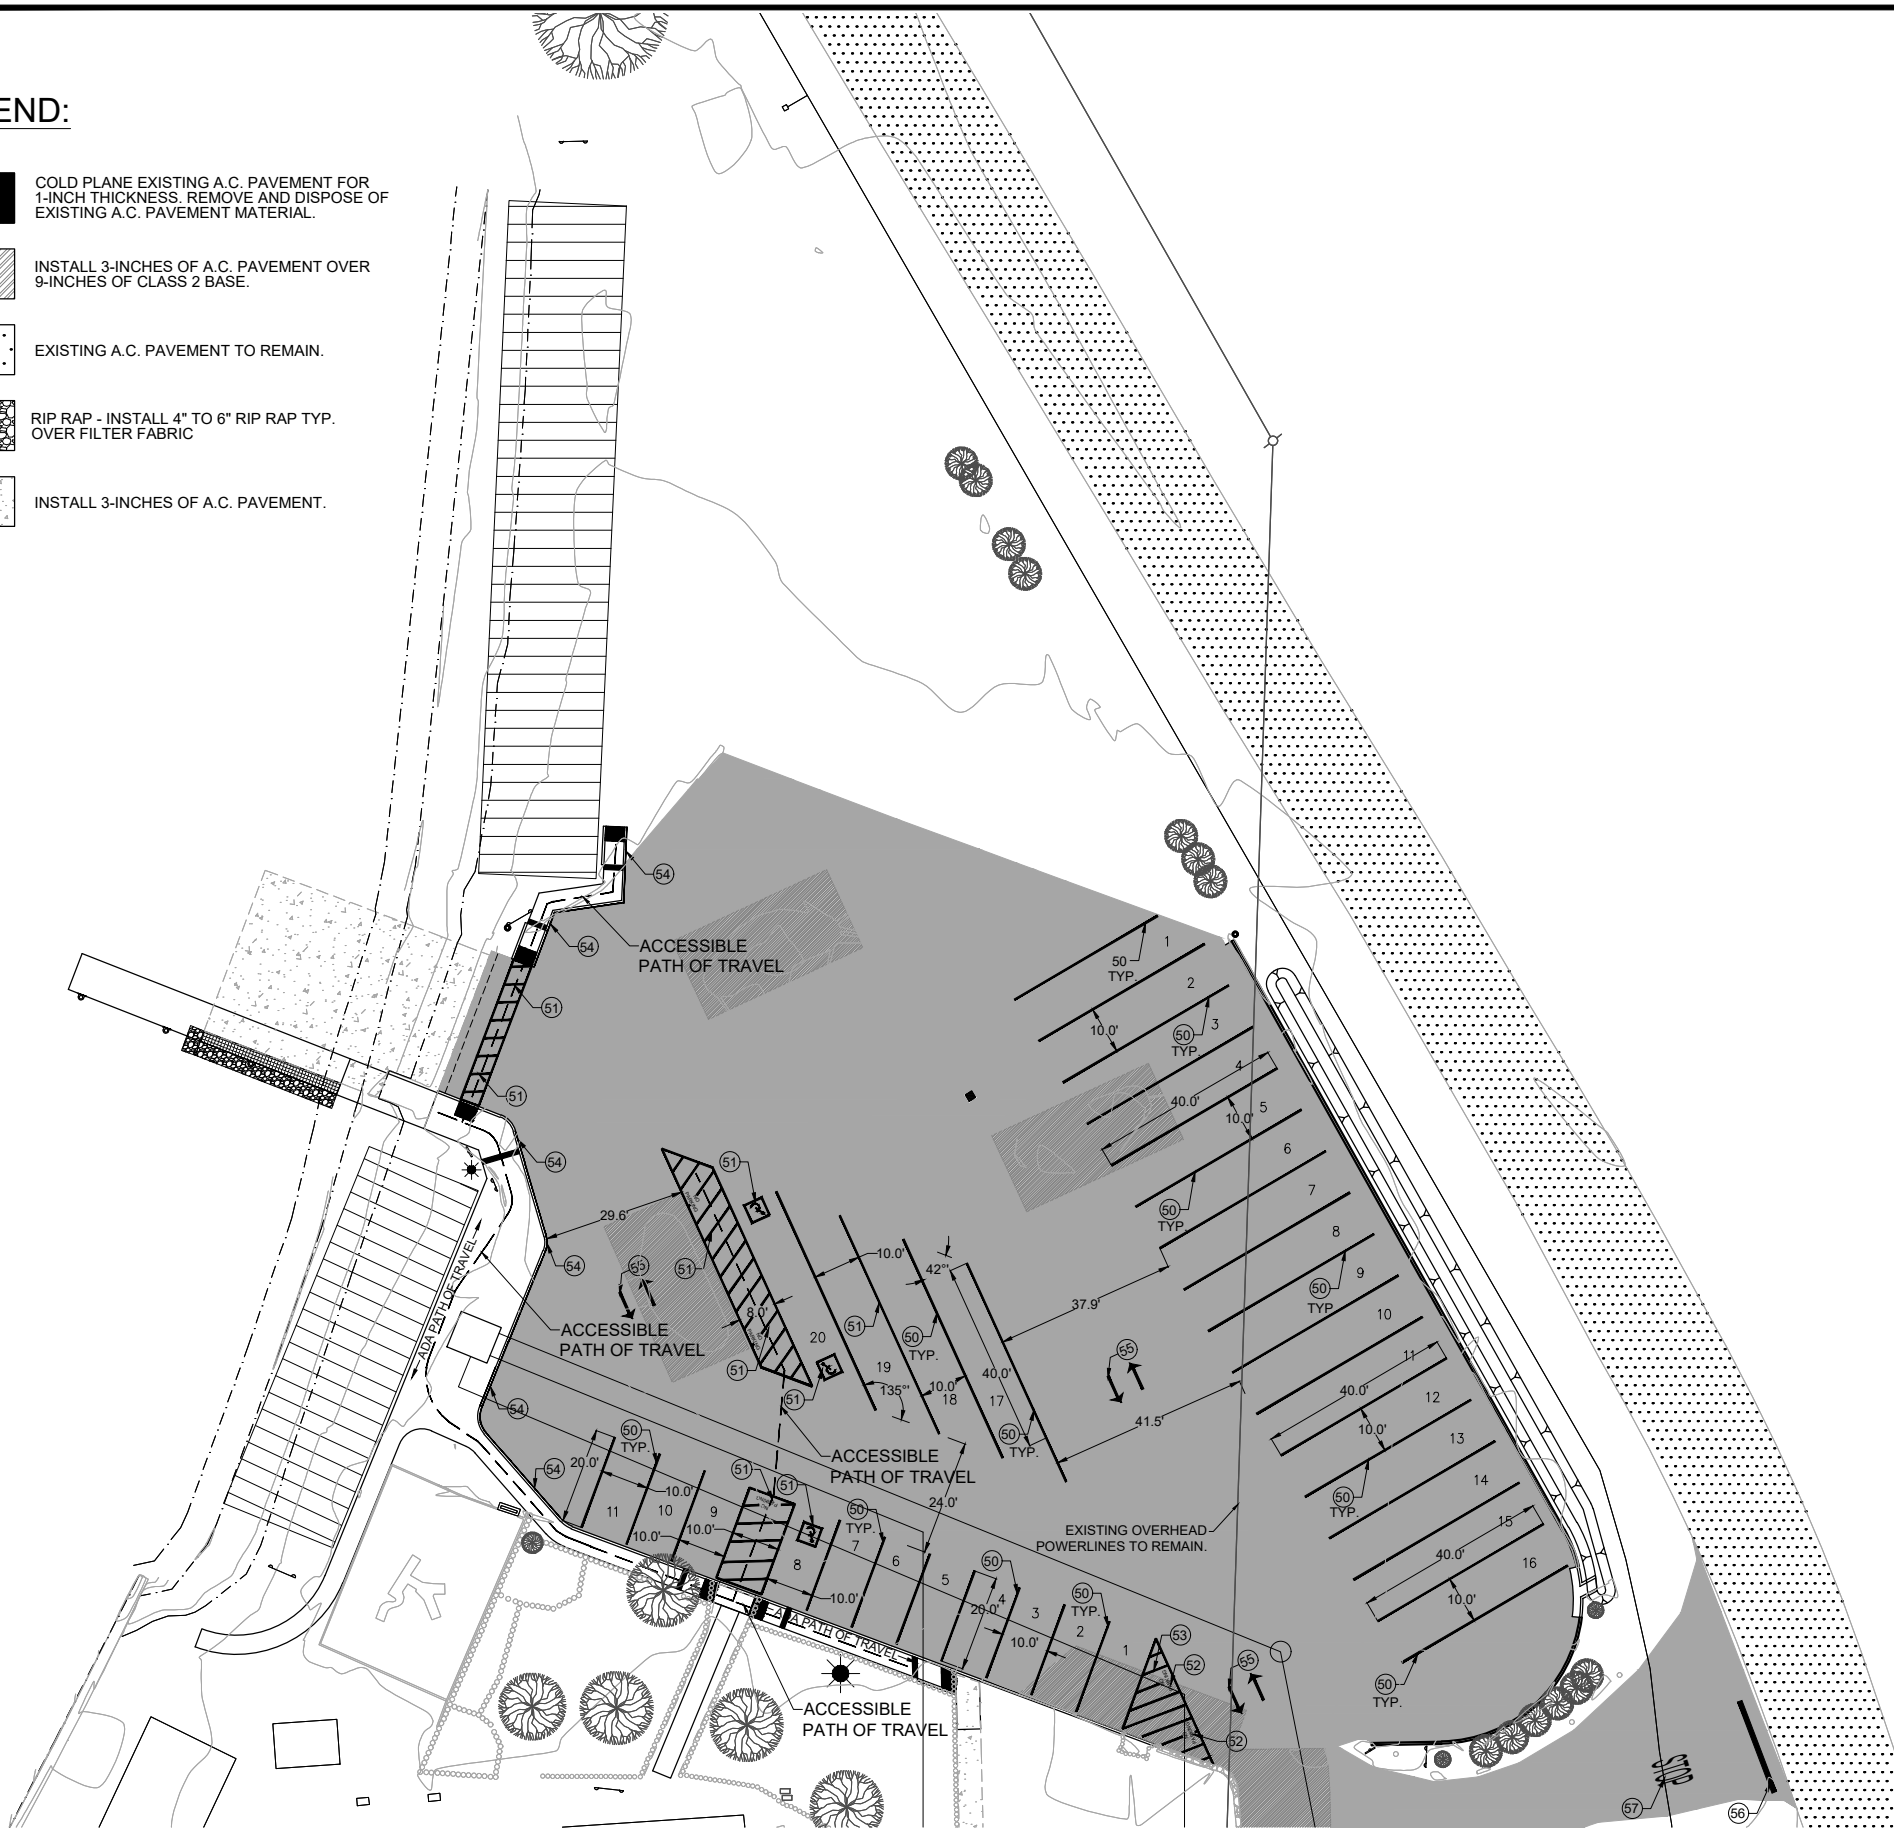 END:
COLD PLANE EXISTING A.C. PAVEMENT FOR
1-INCH THICKNESS. REMOVE AND DISPOSE OF
EXISTING A.C. PAVEMENT MATERIAL.
INSTALL 3-INCHES OF A.C. PAVEMENT OVER
9-INCHES OF CLASS 2 BASE.
EXISTING A.C. PAVEMENT TO REMAIN.
RIP RAP - INSTALL 4" TO 6" RIP RAP TYP.
OVER FILTER FABRIC
INSTALL 3-INCHES OF A.C. PAVEMENT.
54
54
ACCESSIBLE
PATH OF TRAVEL
51
51
54
54
54
54
ADA PATH OF TRAVEL
ACCESSIBLE
PATH OF TRAVEL
29.6'
55
51
51
8.0'
51
51
20
19
18
17
51
50
TYP.
10.0'
42°
135°
10.0'
40.0'
50
TYP.
37.9'
41.5'
55
24.0'
ACCESSIBLE
PATH OF TRAVEL
1
50
TYP.
2
10.0'
50
TYP.
3
4
40.0'
5
10.0'
6
50
TYP.
7
8
50
TYP.
9
10
11
40.0'
12
10.0'
13
50
TYP.
14
15
40.0'
16
10.0'
50
TYP.
EXISTING OVERHEAD
POWERLINES TO REMAIN.
50
TYP.
20.0'
10.0'
11
10
9
10.0'
10.0'
51
51
8
10.0'
50
TYP.
7
6
5
50
4
20.0'
3
10.0'
50
TYP.
2
1
53
52
52
55
ADA PATH OF TRAVEL
ACCESSIBLE
PATH OF TRAVEL
STOP
57
56